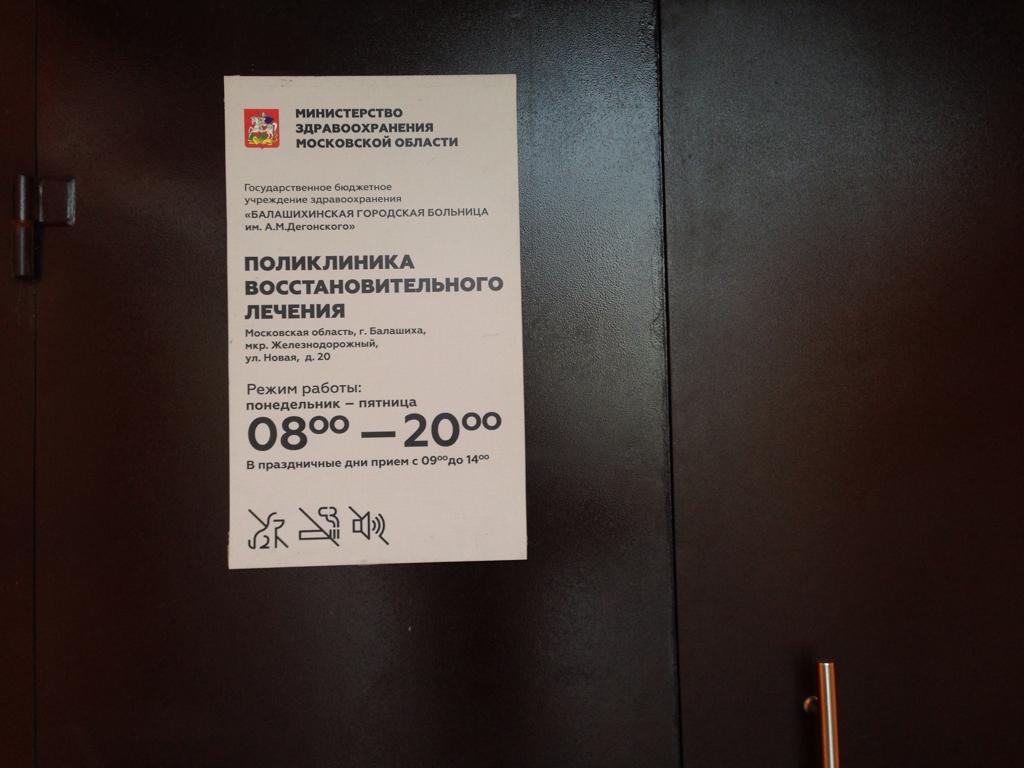 МИНИСТЕРСТВО
ЗДРАВООХРАНЕНИЯ
МОСКОВСКОЙ ОБЛАСТИ
Государственное бюджетное
учреждение здравоохранения
«БАЛАШИХИНСКАЯ ГОРОДСКАЯ БОЛЬНИЦА
им. А.М.Дегонского»
ПОЛИКЛИНИКА
ВОССТАНОВИТЕЛЬНОГО
ЛЕЧЕНИЯ
Московская область, г. Балашиха,
мкр. Железнодорожный,
ул. Новая, д. 20
Режим работы:
понедельник – пятница
08⁰⁰ – 20⁰⁰
В праздничные дни прием с 09⁰⁰до 14⁰⁰